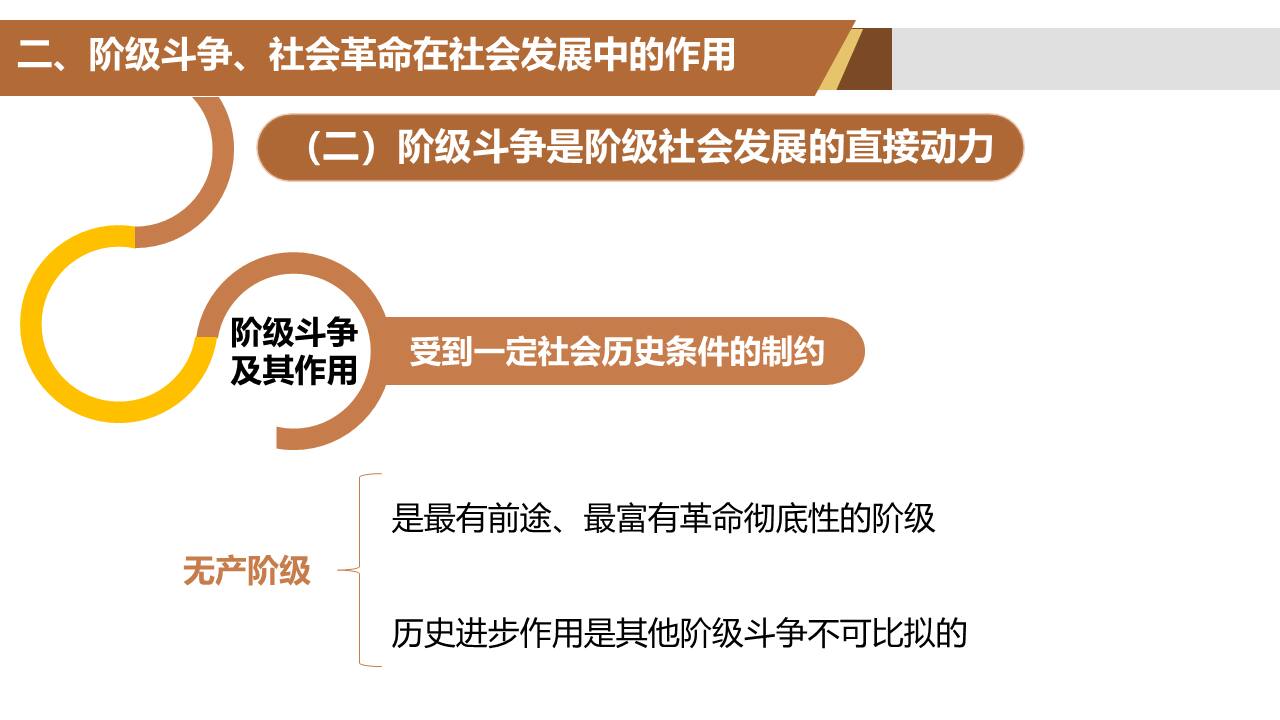 二、阶级斗争、社会革命在社会发展中的作用
（二）阶级斗争是阶级社会发展的直接动力
阶级斗争
及其作用
受到一定社会历史条件的制约
是最有前途、最富有革命彻底性的阶级
无产阶级
历史进步作用是其他阶级斗争不可比拟的